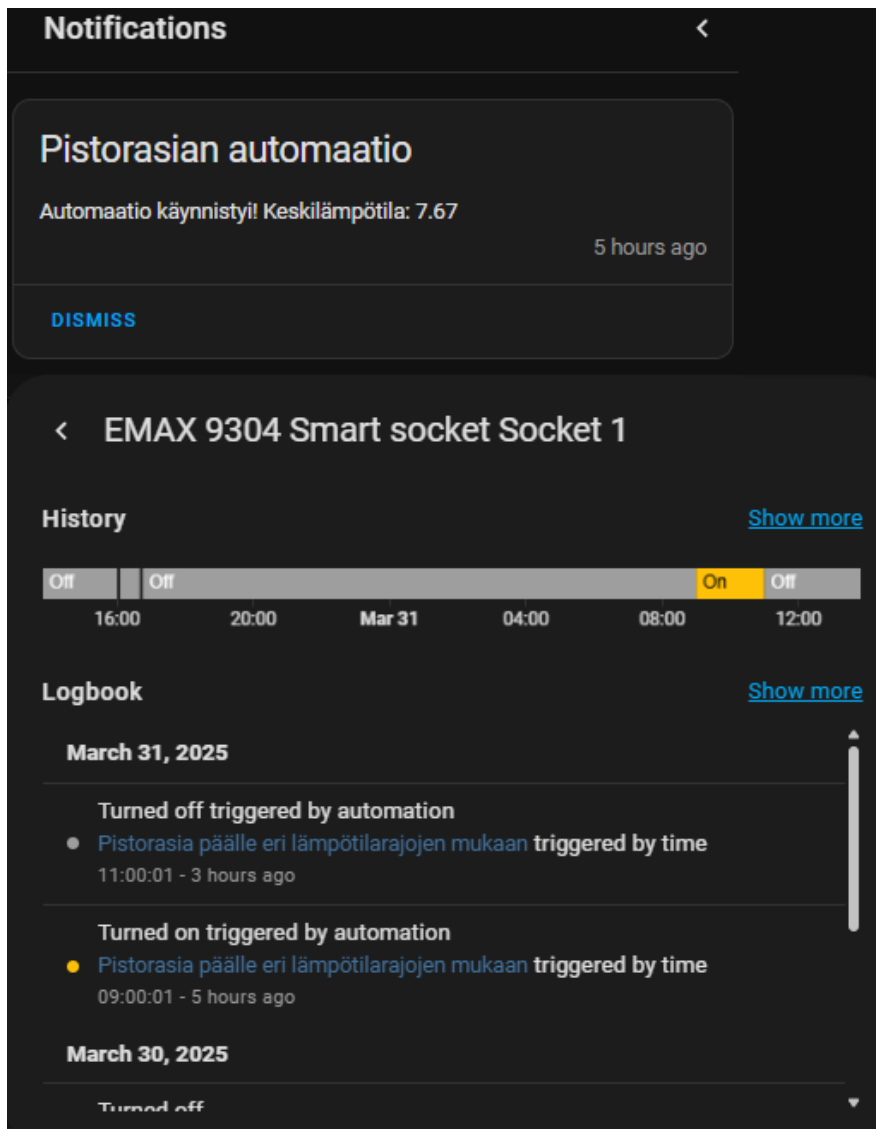 Notifications
Pistorasian automaatio
Automaatio käynnistyi! Keskilämpötila: 7.67
5 hours ago
DISMISS
EMAX 9304 Smart socket Socket 1
History Show more
Off Off On Off
16:00 20:00 Mar 31 04:00 08:00 12:00
Logbook Show more
March 31, 2025
Turned off triggered by automation
Pistorasia päälle eri lämpötilarajojen mukaan triggered by time
11:00:01 - 3 hours ago
Turned on triggered by automation
Pistorasia päälle eri lämpötilarajojen mukaan triggered by time
09:00:01 - 5 hours ago
March 30, 2025
Turned off